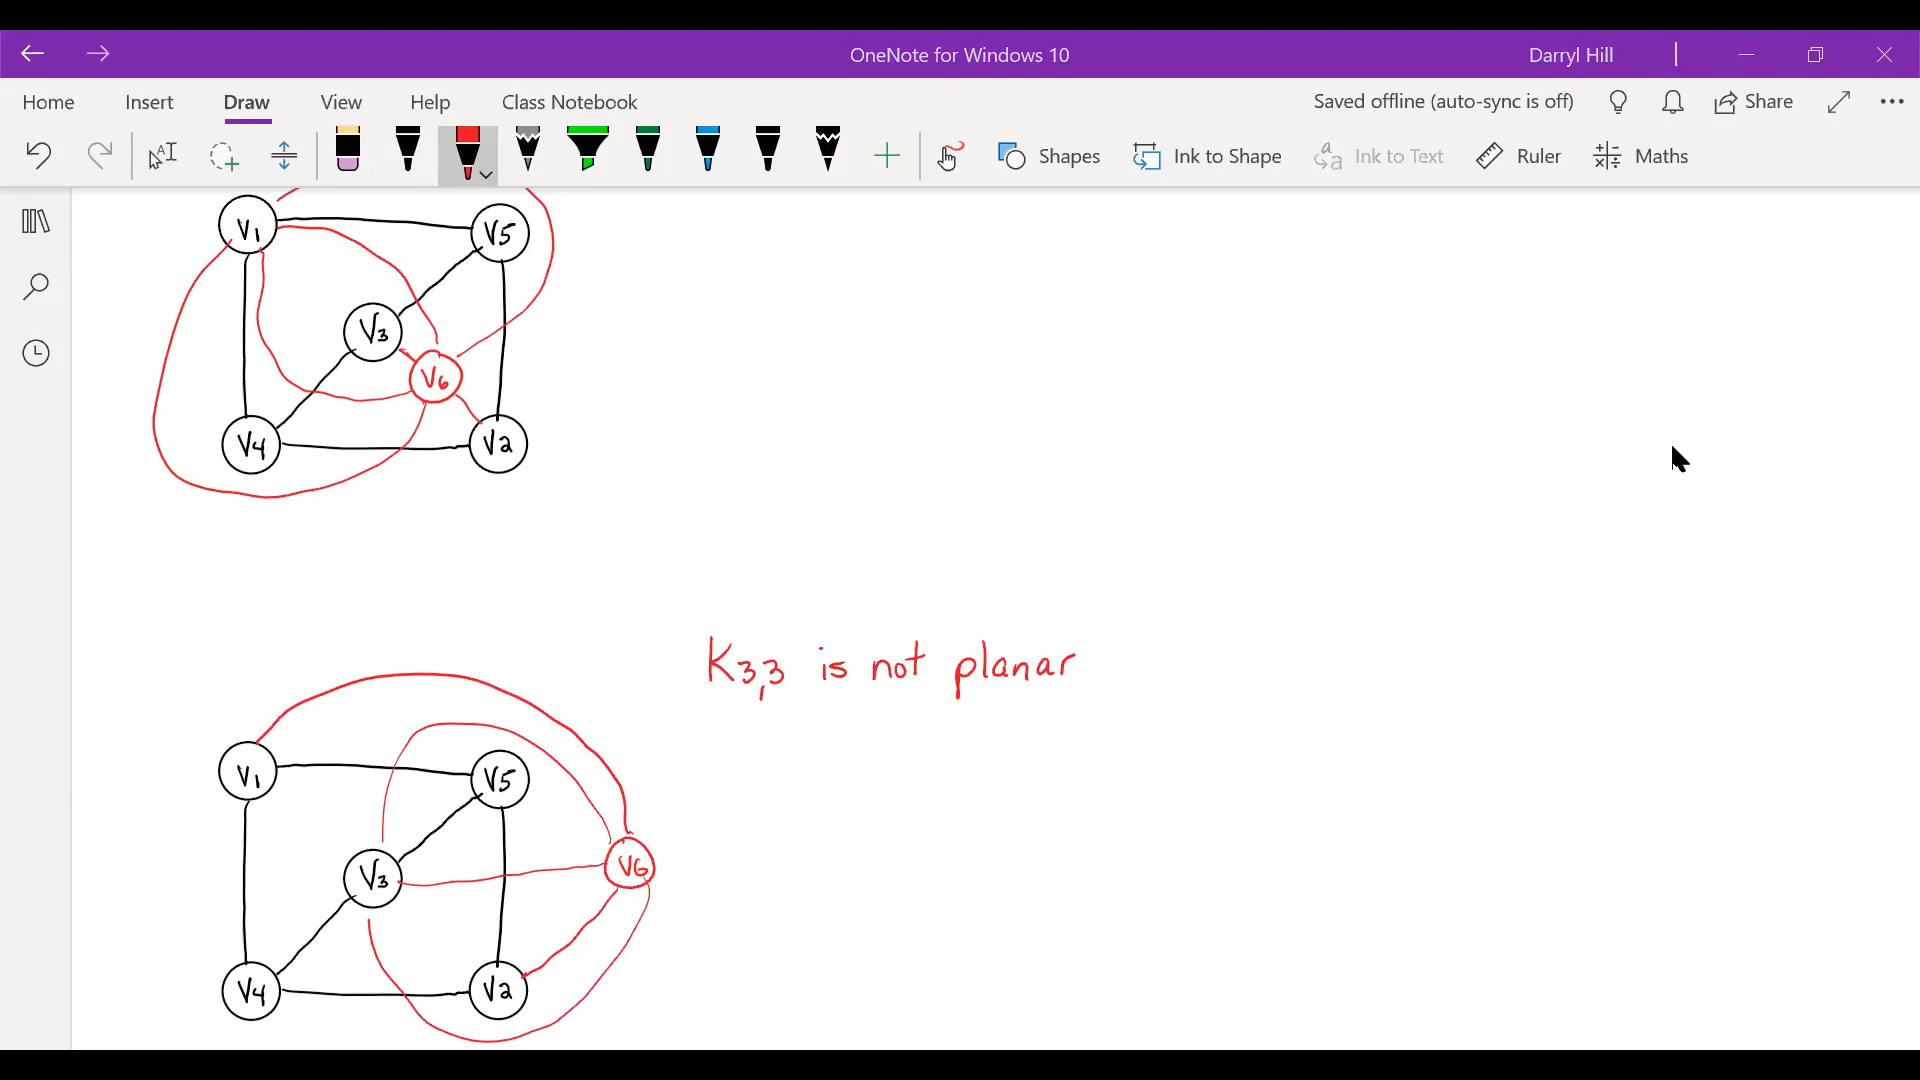 OneNote for Windows 10
Darryl Hill
Home Insert Draw View Help Class Notebook
Saved offline (auto-sync is off) Share
Shapes Ink to Shape Ink to Text Ruler Maths
V1
V5
V3
V6
V4
V2
K3,3 is not planar
V1
V5
V3
V6
V4
V2